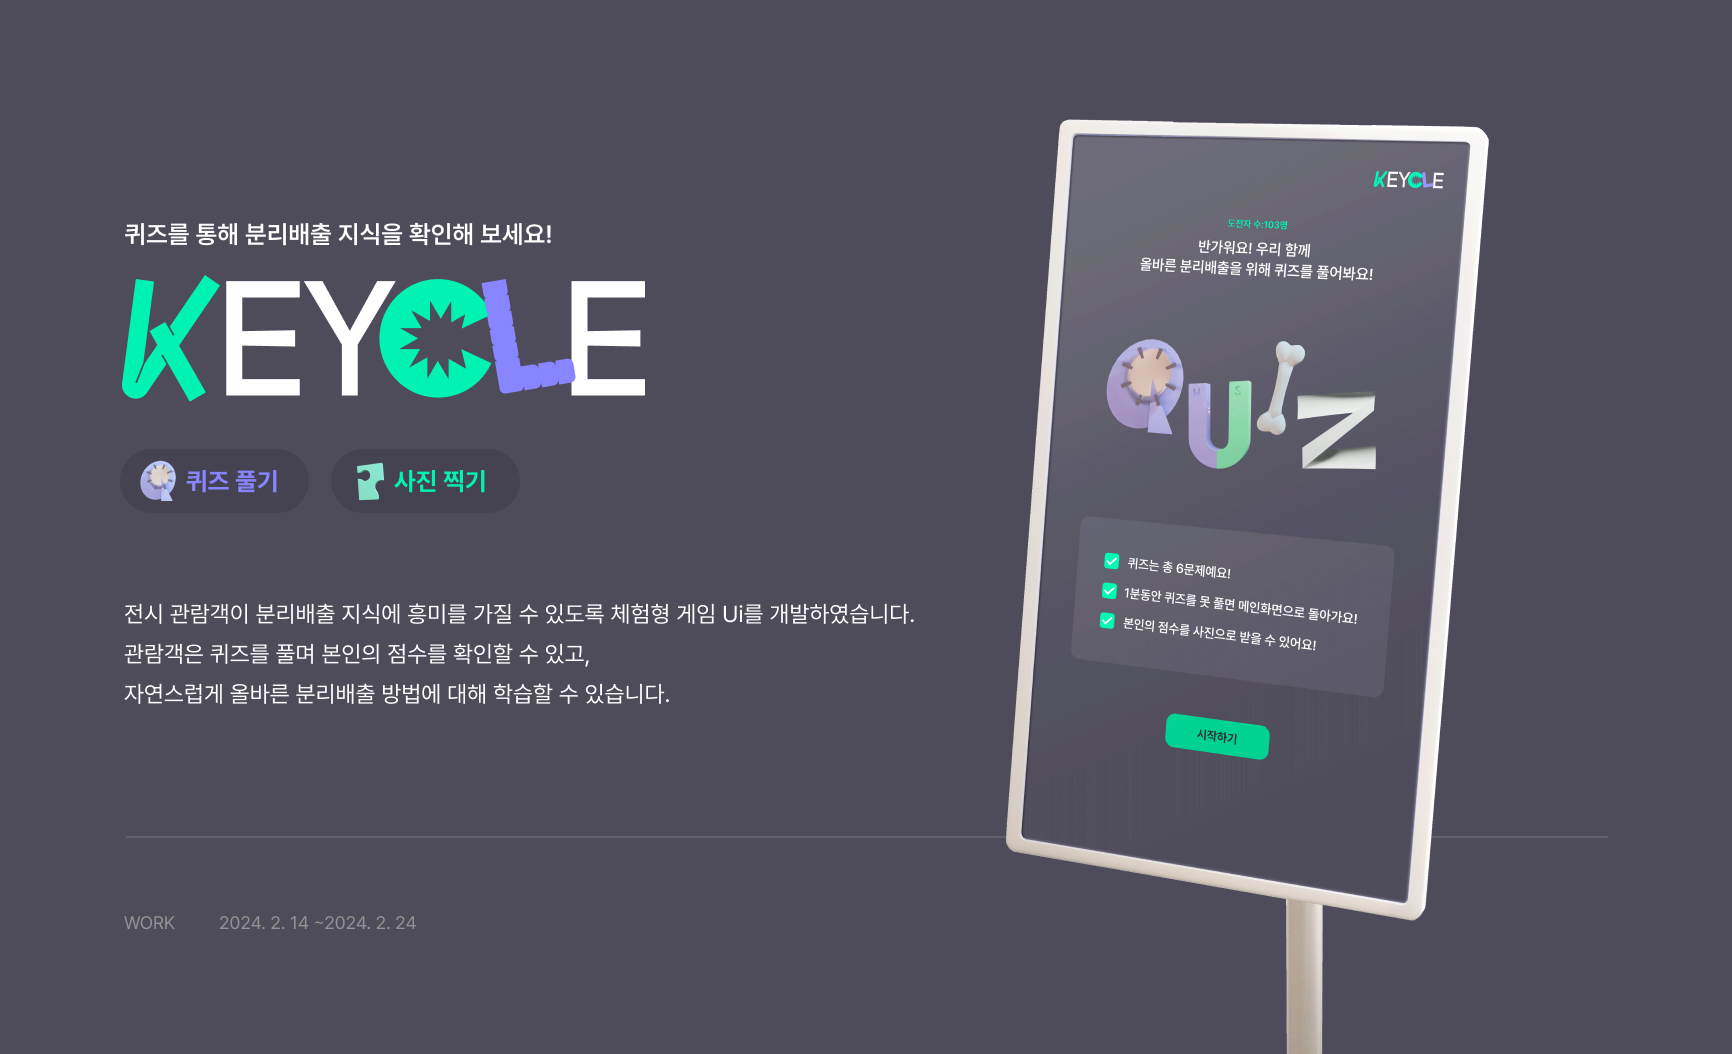 퀴즈를 통해 분리배출 지식을 확인해 보세요!
KEYCLE
퀴즈 풀기
사진 찍기
전시 관람객이 분리배출 지식에 흥미를 가질 수 있도록 체험형 게임 Ui를 개발하였습니다.
관람객은 퀴즈를 풀며 본인의 점수를 확인할 수 있고,
자연스럽게 올바른 분리배출 방법에 대해 학습할 수 있습니다.
WORK 2024. 2. 14 ~2024. 2. 24
KEYCLE
도전자 수:103명
반가워요! 우리 함께
올바른 분리배출을 위해 퀴즈를 풀어봐요!
QUIZ
퀴즈는 총 6문제예요!
1분동안 퀴즈를 못 풀면 메인화면으로 돌아가요!
본인의 점수를 사진으로 받을 수 있어요!
시작하기